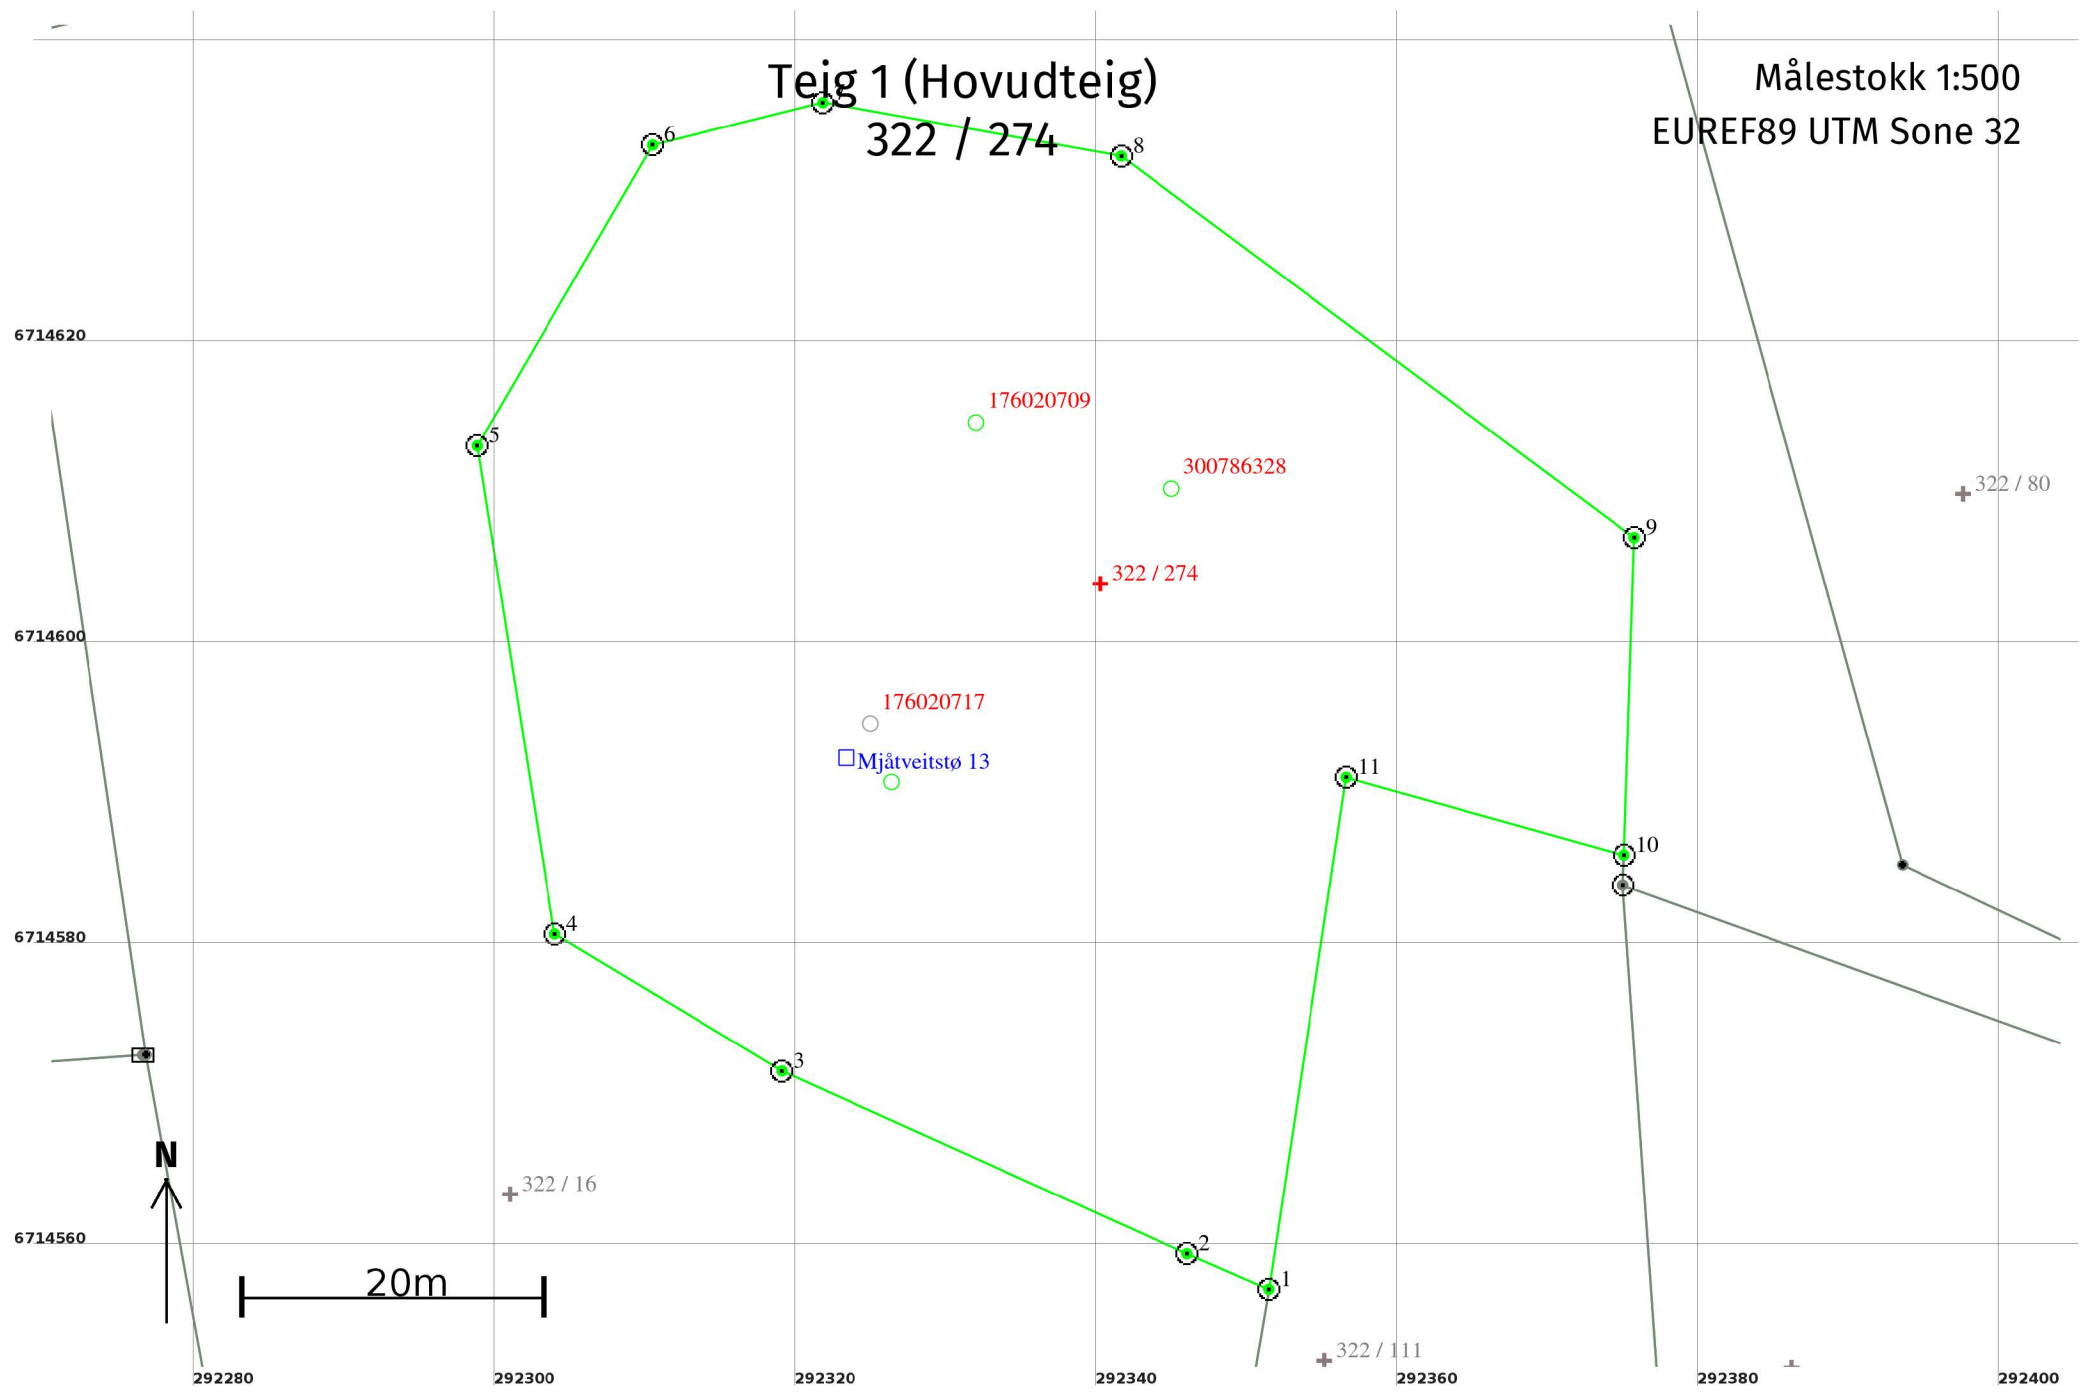 Teig 1 (Hovudteig)
322 / 274
Målestokk 1:500
EUREF89 UTM Sone 32
6
7
8
6714620
5
176020709
300786328
322 / 80
9
322 / 274
6714600
176020717
Mjåtveitstø 13
11
10
4
6714580
3
N
322 / 16
2
6714560
1
20m
322 / 111
292280
292300
292320
292340
292360
292380
292400